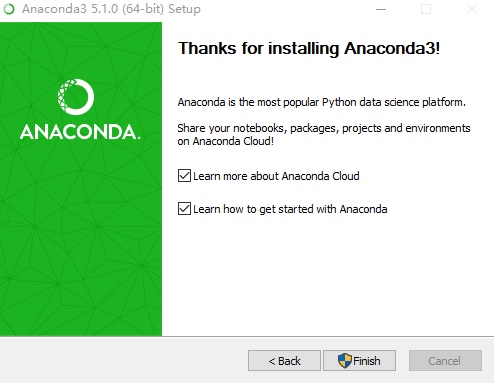 Anaconda3 5.1.0 (64-bit) Setup
Thanks for installing Anaconda3!
ANACONDA.
Anaconda is the most popular Python data science platform.
Share your notebooks, packages, projects and environments
on Anaconda Cloud!
Learn more about Anaconda Cloud
Learn how to get started with Anaconda
< Back
Finish
Cancel